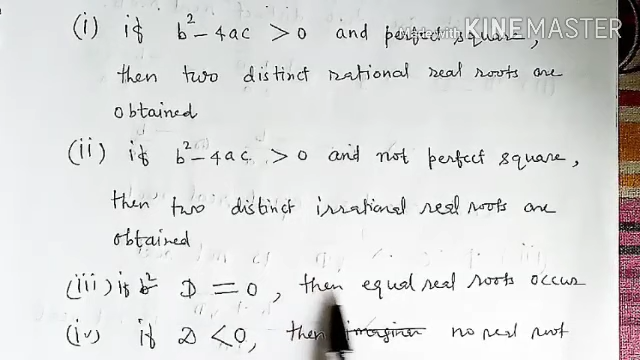 Made with KINEMASTER
(i) if b² - 4ac > 0 and perfect square,
then two distinct rational real roots are
obtained
(ii) if b² - 4ac > 0 and not perfect square,
then two distinct irrational real roots are
obtained
(iii) if D = 0, then equal real roots occur
(iv) if D < 0, then no real root